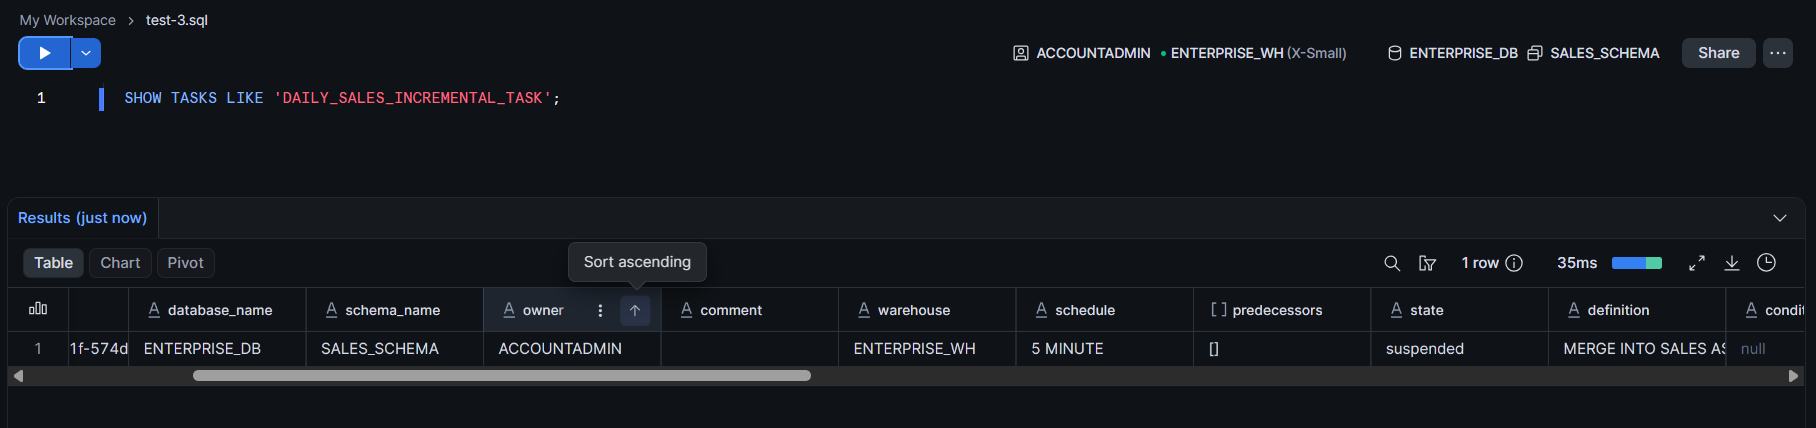 My Workspace > test-3.sql
ACCOUNTADMIN ENTERPRISE_WH (X-Small) ENTERPRISE_DB SALES_SCHEMA Share ...
1 SHOW TASKS LIKE 'DAILY_SALES_INCREMENTAL_TASK';
Results (just now)
Table Chart Pivot Sort ascending 1 row 35ms
A database_name A schema_name A owner A comment A warehouse A schedule [ ] predecessors A state A definition A condit
1 1f-574d ENTERPRISE_DB SALES_SCHEMA ACCOUNTADMIN ENTERPRISE_WH 5 MINUTE [] suspended MERGE INTO SALES AS null